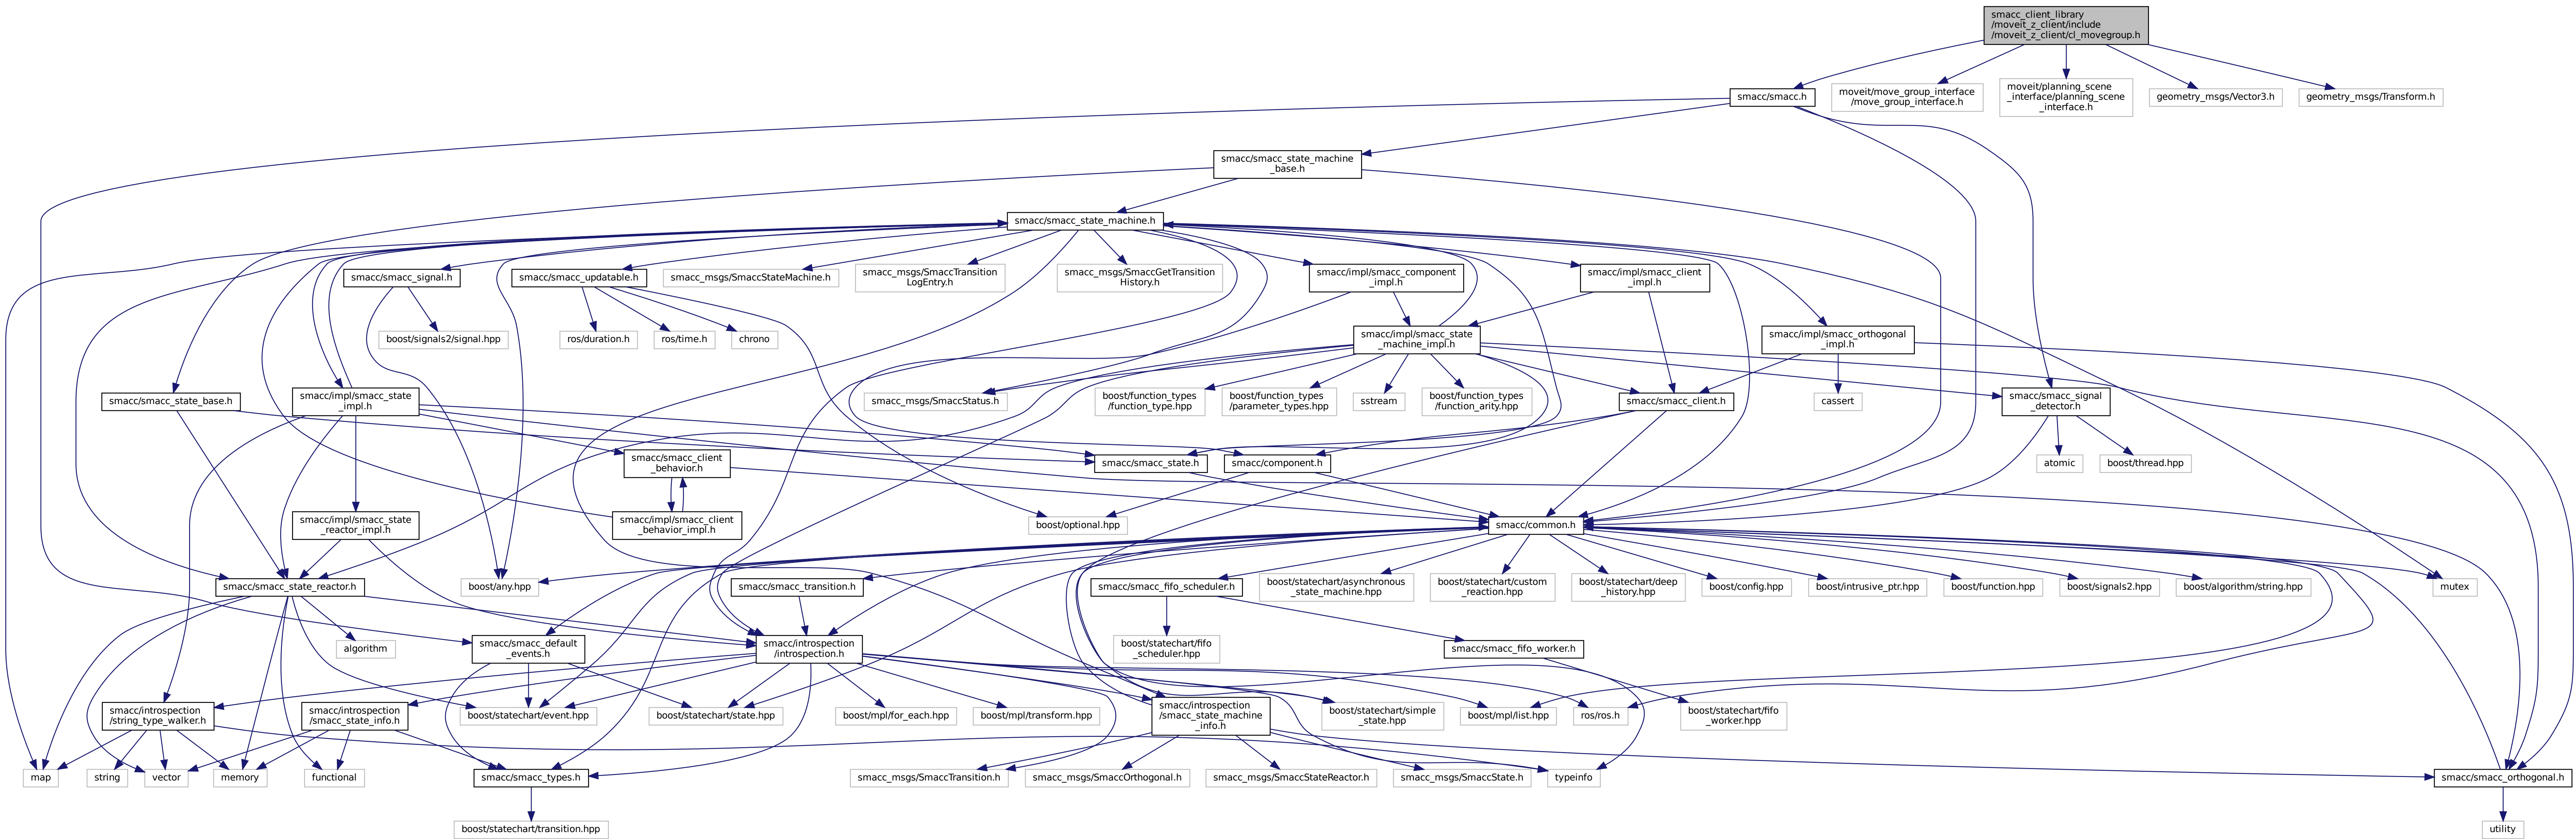 smacc_client_library
/moveit_z_client/include
/moveit_z_client/cl_movegroup.h
smacc/smacc.h
moveit/move_group_interface
/move_group_interface.h
moveit/planning_scene
_interface/planning_scene
_interface.h
geometry_msgs/Vector3.h
geometry_msgs/Transform.h
smacc/smacc_state_machine
_base.h
smacc/smacc_state_machine.h
smacc/smacc_signal.h
smacc/smacc_updatable.h
smacc_msgs/SmaccStateMachine.h
smacc_msgs/SmaccTransition
LogEntry.h
smacc_msgs/SmaccGetTransition
History.h
smacc/impl/smacc_component
_impl.h
smacc/impl/smacc_client
_impl.h
boost/signals2/signal.hpp
ros/duration.h
ros/time.h
chrono
smacc/impl/smacc_state
_machine_impl.h
smacc/impl/smacc_orthogonal
_impl.h
smacc/smacc_state_base.h
smacc/impl/smacc_state
_impl.h
smacc_msgs/SmaccStatus.h
boost/function_types
/function_type.hpp
boost/function_types
/parameter_types.hpp
sstream
boost/function_types
/function_arity.hpp
smacc/smacc_client.h
cassert
smacc/smacc_signal
_detector.h
smacc/smacc_client
_behavior.h
smacc/smacc_state.h
smacc/component.h
atomic
boost/thread.hpp
smacc/impl/smacc_state
_reactor_impl.h
smacc/impl/smacc_client
_behavior_impl.h
boost/optional.hpp
smacc/common.h
smacc/smacc_state_reactor.h
boost/any.hpp
smacc/smacc_transition.h
smacc/smacc_fifo_scheduler.h
boost/statechart/asynchronous
_state_machine.hpp
boost/statechart/custom
_reaction.hpp
boost/statechart/deep
_history.hpp
boost/config.hpp
boost/intrusive_ptr.hpp
boost/function.hpp
boost/signals2.hpp
boost/algorithm/string.hpp
mutex
algorithm
smacc/smacc_default
_events.h
smacc/introspection
/introspection.h
boost/statechart/fifo
_scheduler.hpp
smacc/smacc_fifo_worker.h
smacc/introspection
/string_type_walker.h
smacc/introspection
/smacc_state_info.h
boost/statechart/event.hpp
boost/statechart/state.hpp
boost/mpl/for_each.hpp
boost/mpl/transform.hpp
smacc/introspection
/smacc_state_machine
_info.h
boost/statechart/simple
_state.hpp
boost/mpl/list.hpp
ros/ros.h
boost/statechart/fifo
_worker.hpp
map
string
vector
memory
functional
smacc/smacc_types.h
smacc_msgs/SmaccTransition.h
smacc_msgs/SmaccOrthogonal.h
smacc_msgs/SmaccStateReactor.h
smacc_msgs/SmaccState.h
typeinfo
smacc/smacc_orthogonal.h
boost/statechart/transition.hpp
utility